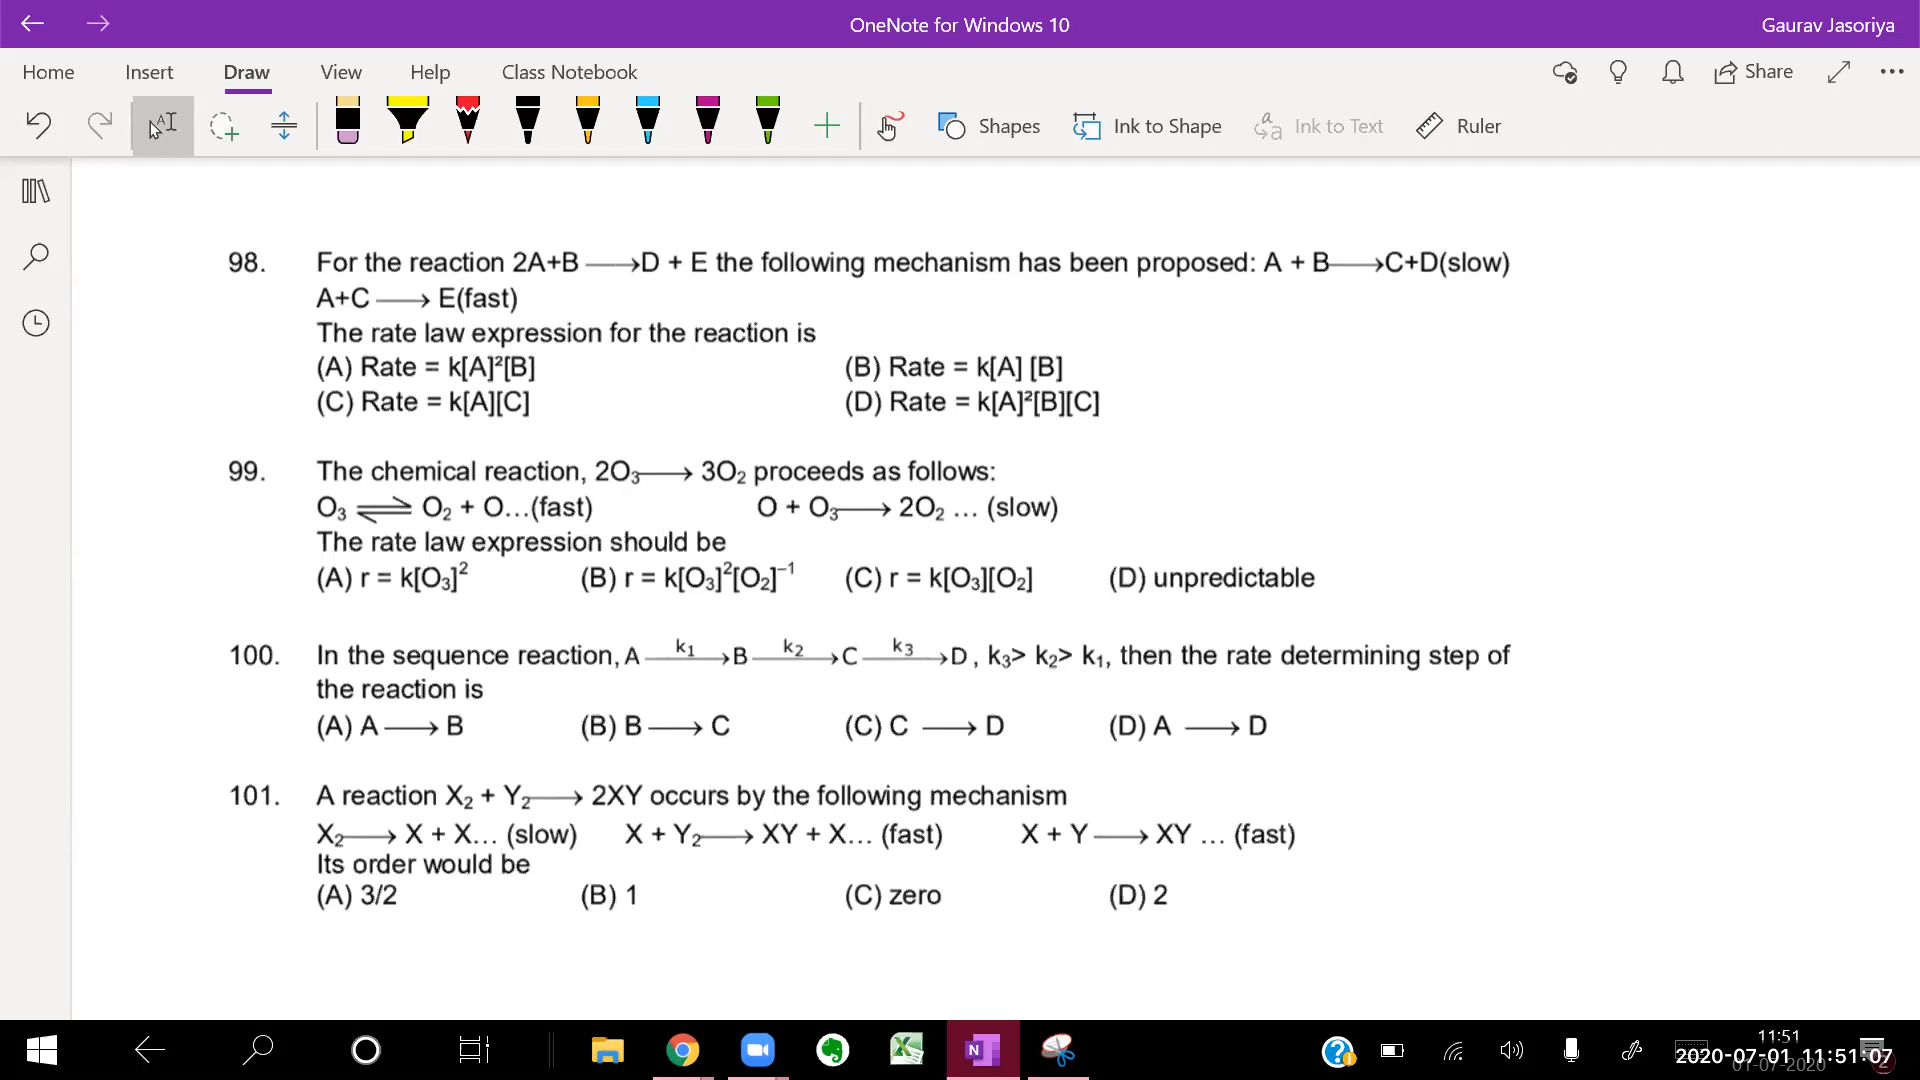 OneNote for Windows 10
Gaurav Jasoriya
Home Insert Draw View Help Class Notebook
Share
Shapes Ink to Shape Ink to Text Ruler
98. For the reaction 2A+B ⟶D + E the following mechanism has been proposed: A + B⟶C+D(slow)
A+C ⟶ E(fast)
The rate law expression for the reaction is
(A) Rate = k[A]²[B] (B) Rate = k[A] [B]
(C) Rate = k[A][C] (D) Rate = k[A]²[B][C]
99. The chemical reaction, 2O₃⟶ 3O₂ proceeds as follows:
O₃ ⇌ O₂ + O...(fast) O + O₃⟶ 2O₂ ... (slow)
The rate law expression should be
(A) r = k[O₃]² (B) r = k[O₃]²[O₂]⁻¹ (C) r = k[O₃][O₂] (D) unpredictable
100. In the sequence reaction, A —k₁→B —k₂→C —k₃→D , k₃> k₂> k₁, then the rate determining step of
the reaction is
(A) A ⟶ B (B) B ⟶ C (C) C ⟶ D (D) A ⟶ D
101. A reaction X₂ + Y₂⟶ 2XY occurs by the following mechanism
X₂⟶ X + X... (slow) X + Y₂⟶ XY + X... (fast) X + Y ⟶ XY ... (fast)
Its order would be
(A) 3/2 (B) 1 (C) zero (D) 2
11:51
2020-07-01 11:51:07
01-07-2020
2